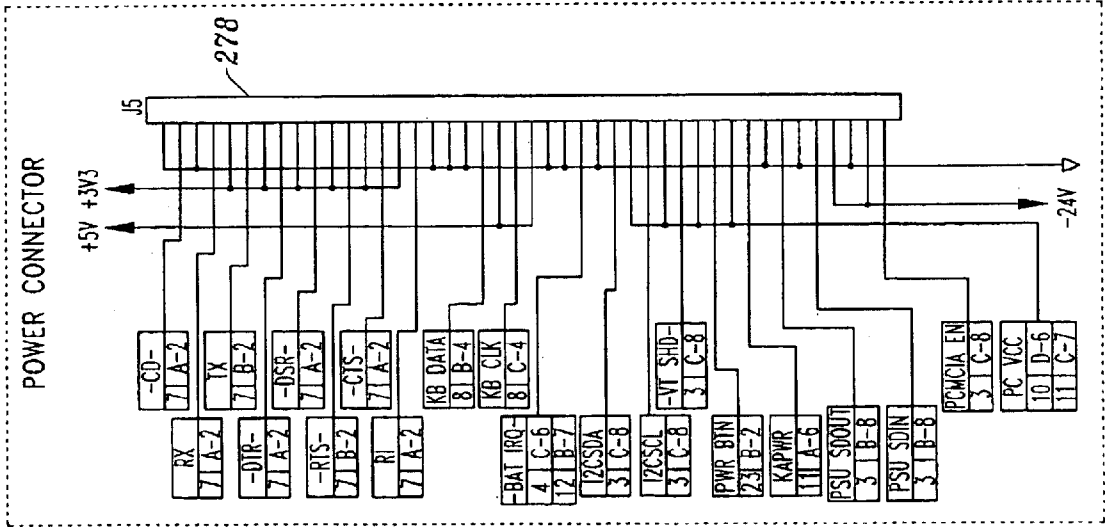 POWER CONNECTOR
J5
278
+5V
+3V3
-24V
-CD-
7 A-2
RX
7 A-2
TX
7 B-2
-DTR-
7 A-2
-DSR-
7 A-2
-RTS-
7 B-2
-CTS-
7 A-2
RI
7 A-2
KB DATA
8 B-4
KB CLK
8 C-4
-BAT IRQ-
4 C-6
12 B-7
I2CSDA
3 C-8
I2CSCL
3 C-8
-VT SHD-
3 C-8
PWR BTN
23 B-2
KAPWR
11 A-6
PSU SDOUT
3 B-8
PSU SDIN
3 B-8
PCMCIA EN
3 C-8
PC VCC
10 D-6
11 C-7